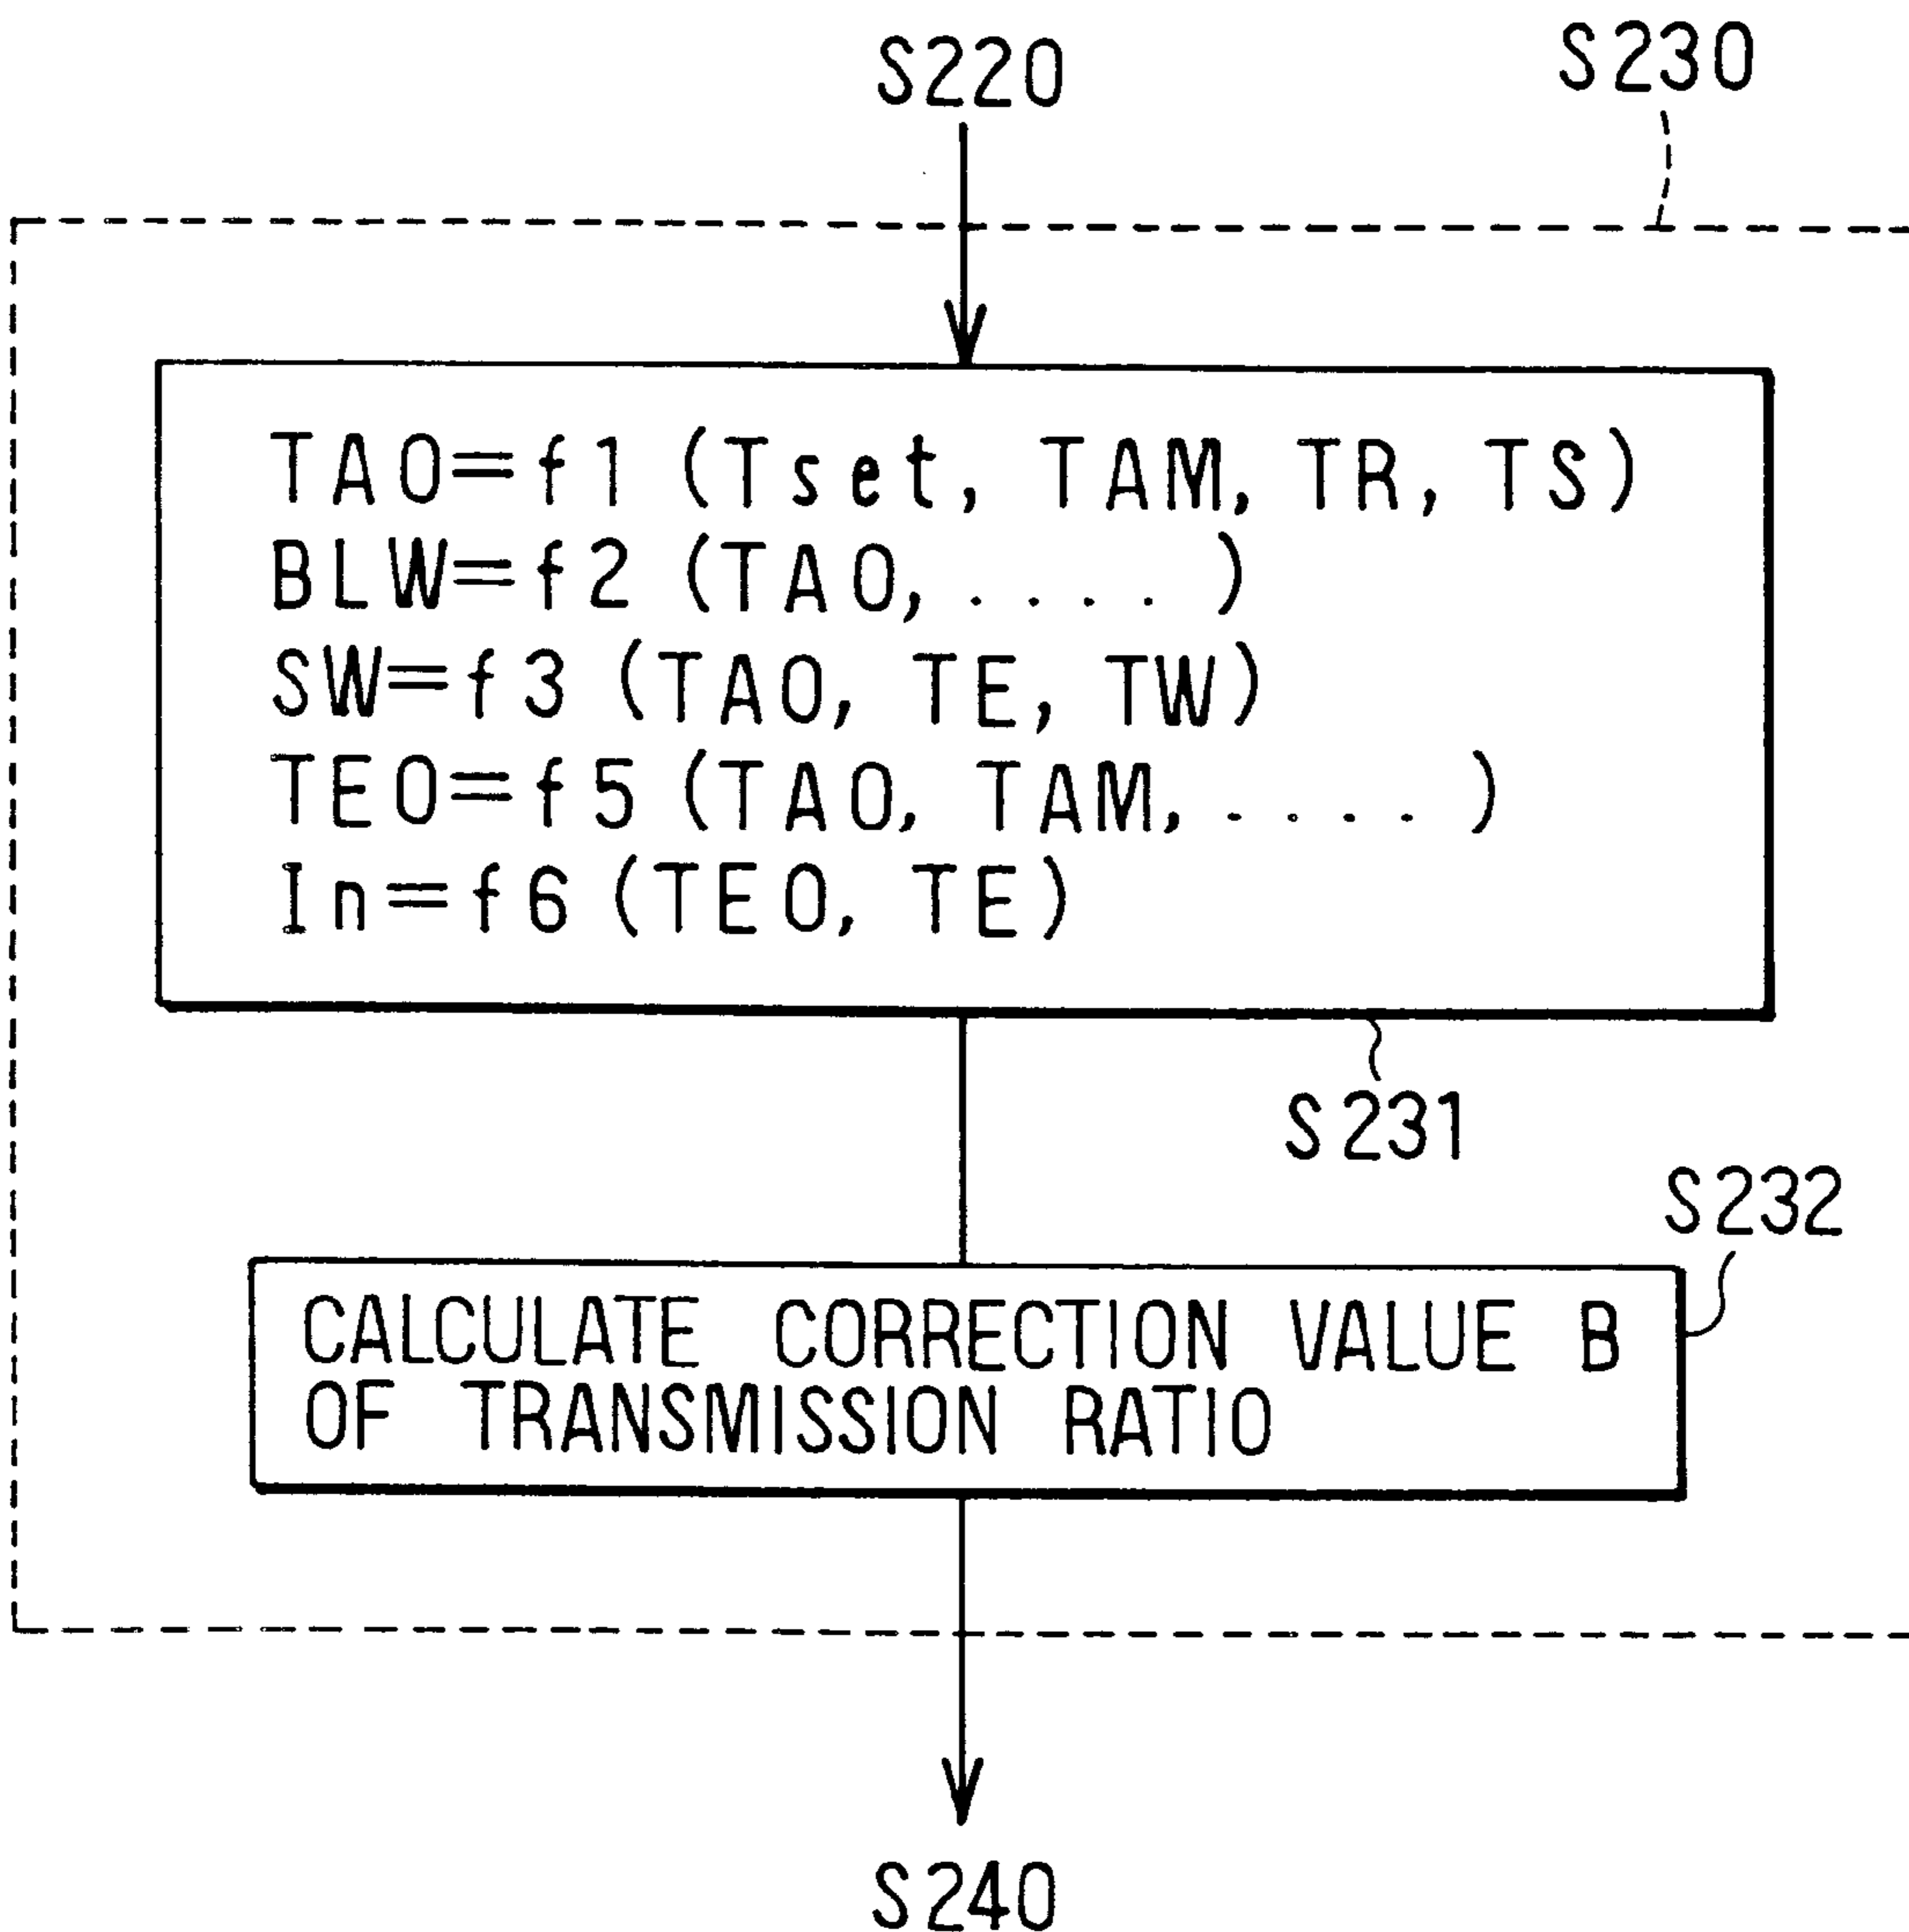 S220
S230
TAO=f1 (Tset, TAM, TR, TS)
BLW=f2 (TAO, . . . . )
SW=f3 (TAO, TE, TW)
TEO=f5 (TAO, TAM, . . . . )
In=f6 (TEO, TE)
S231
S232
CALCULATE CORRECTION VALUE B
OF TRANSMISSION RATIO
S240